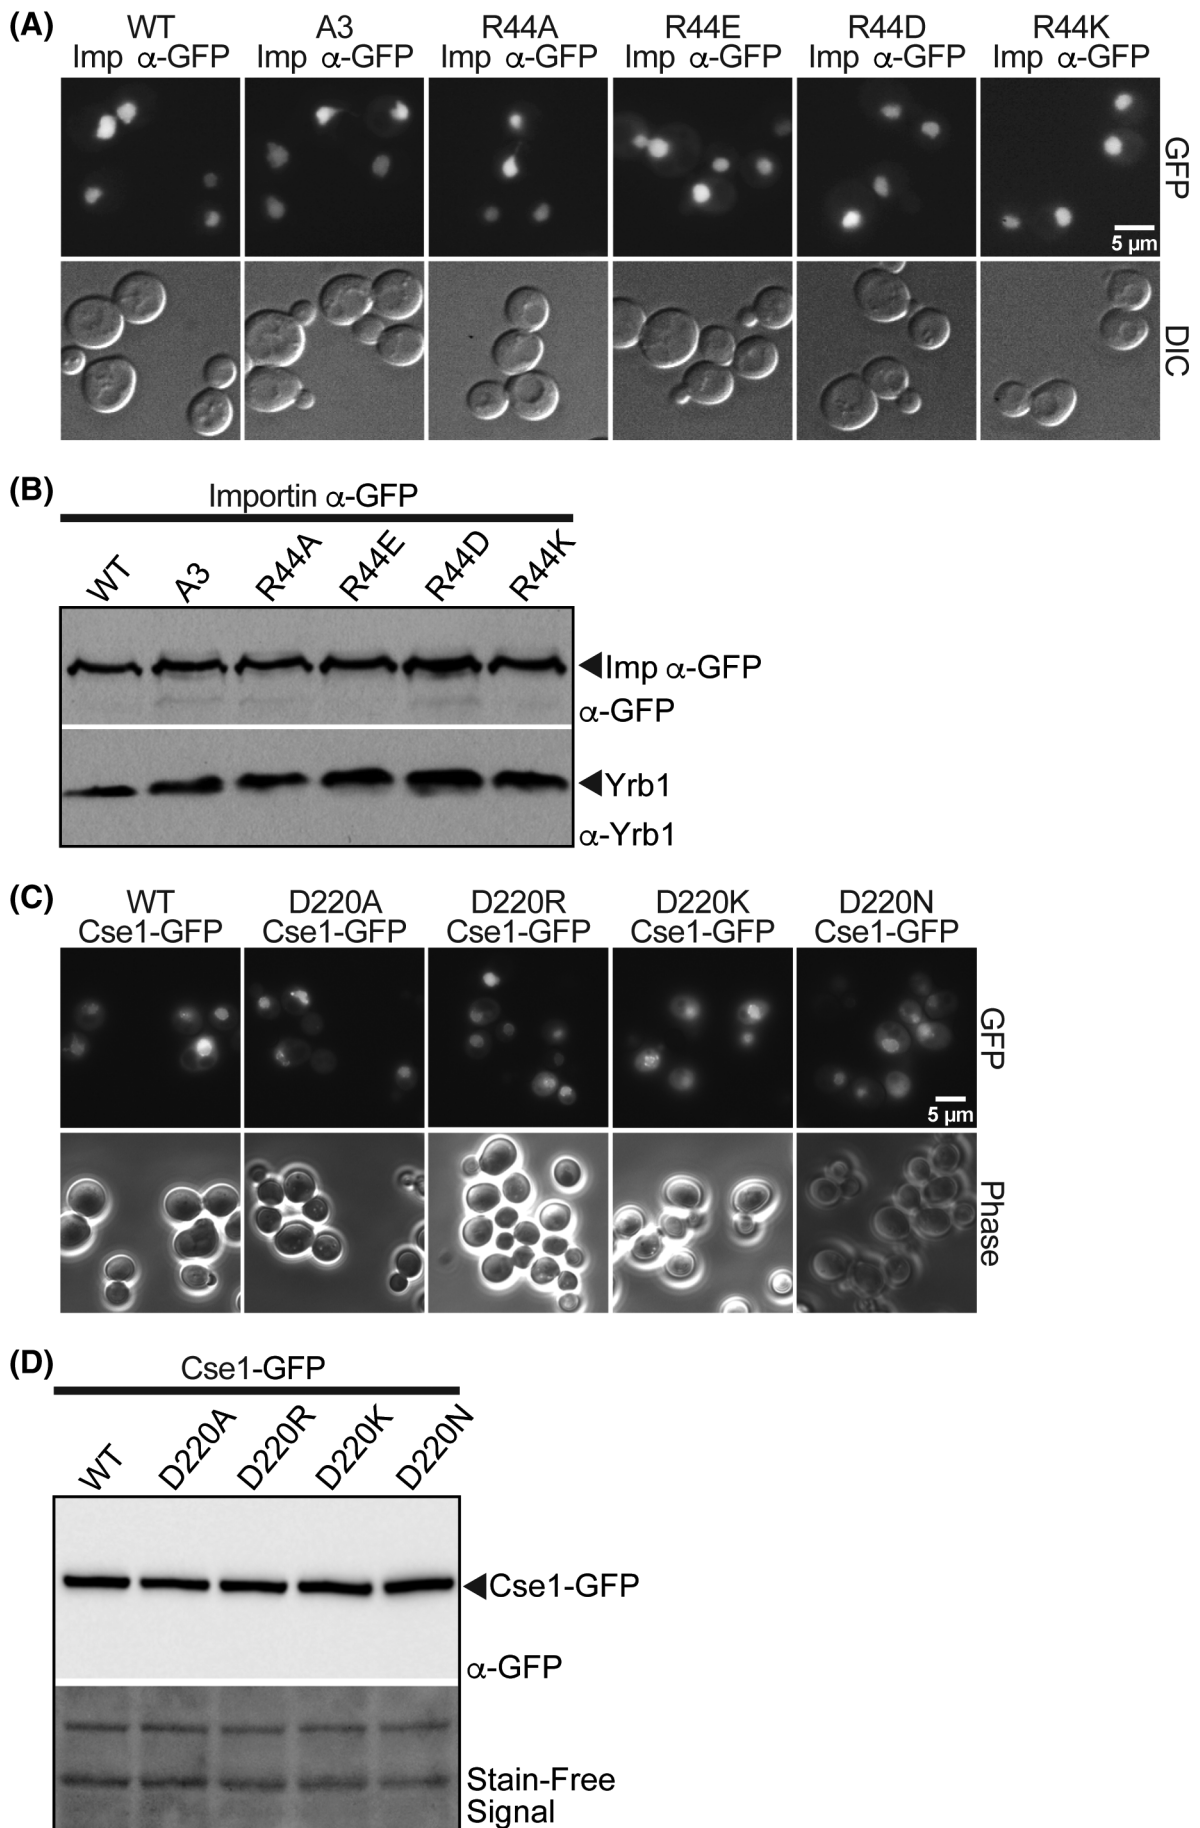 (A)
WT
Imp α-GFP
A3
Imp α-GFP
R44A
Imp α-GFP
R44E
Imp α-GFP
R44D
Imp α-GFP
R44K
Imp α-GFP
GFP
5 µm
DIC
(B)
Importin α-GFP
WT A3 R44A R44E R44D R44K
Imp α-GFP
α-GFP
Yrb1
α-Yrb1
(C)
WT
Cse1-GFP
D220A
Cse1-GFP
D220R
Cse1-GFP
D220K
Cse1-GFP
D220N
Cse1-GFP
GFP
5 µm
Phase
(D)
Cse1-GFP
WT D220A D220R D220K D220N
Cse1-GFP
α-GFP
Stain-Free
Signal